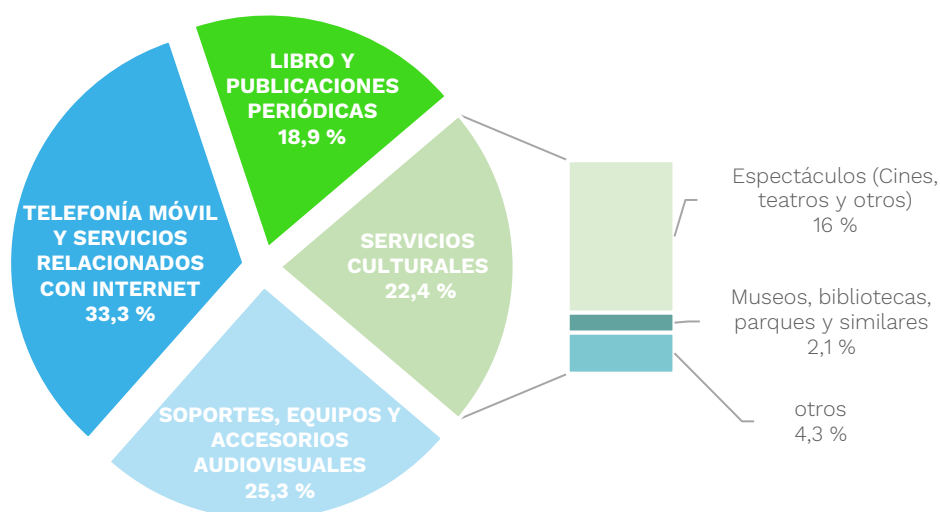 LIBRO Y
PUBLICACIONES
PERIÓDICAS
18,9 %
TELEFONÍA MÓVIL
Y SERVICIOS
RELACIONADOS
CON INTERNET
33,3 %
SERVICIOS
CULTURALES
22,4 %
SOPORTES, EQUIPOS Y
ACCESORIOS
AUDIOVISUALES
25,3 %
Espectáculos (Cines,
teatros y otros)
16 %
Museos, bibliotecas,
parques y similares
2,1 %
otros
4,3 %